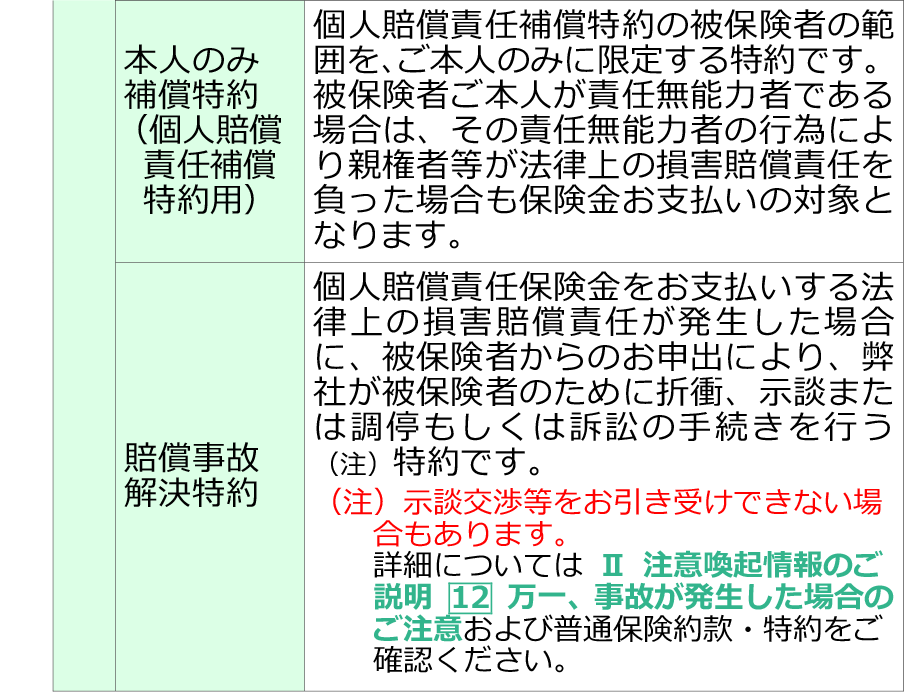 本人のみ
補償特約
（個人賠償
責任補償
特約用）
個人賠償責任補償特約の被保険者の範
囲を、ご本人のみに限定する特約です。
被保険者ご本人が責任無能力者である
場合は、その責任無能力者の行為によ
り親権者等が法律上の損害賠償責任を
負った場合も保険金お支払いの対象と
なります。
賠償事故
解決特約
個人賠償責任保険金をお支払いする法
律上の損害賠償責任が発生した場合
に、被保険者からのお申出により、弊
社が被保険者のために折衝、示談また
は調停もしくは訴訟の手続きを行う
（注）特約です。
（注）示談交渉等をお引き受けできない場
合もあります。
詳細については Ⅱ 注意喚起情報のご
説明 12 万一、事故が発生した場合の
ご注意および普通保険約款・特約をご
確認ください。